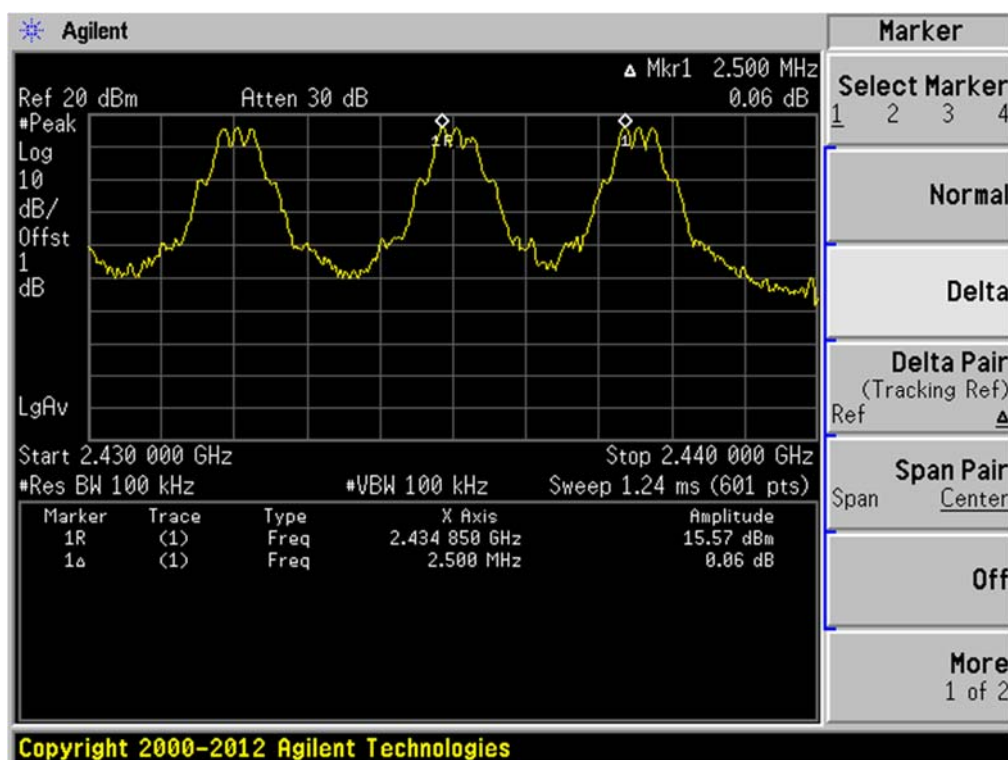 Agilent
Marker
Δ Mkr1 2.500 MHz
Ref 20 dBm Atten 30 dB 0.06 dB
#Peak
Log
10
dB/
Offst
1
dB
LgAv
1R
1
Start 2.430 000 GHz Stop 2.440 000 GHz
#Res BW 100 kHz #VBW 100 kHz Sweep 1.24 ms (601 pts)
Marker Trace Type X Axis Amplitude
1R (1) Freq 2.434 850 GHz 15.57 dBm
1Δ (1) Freq 2.500 MHz 0.06 dB
Select Marker
1 2 3 4
Normal
Delta
Delta Pair
(Tracking Ref)
Ref Δ
Span Pair
Span Center
Off
More
1 of 2
Copyright 2000-2012 Agilent Technologies